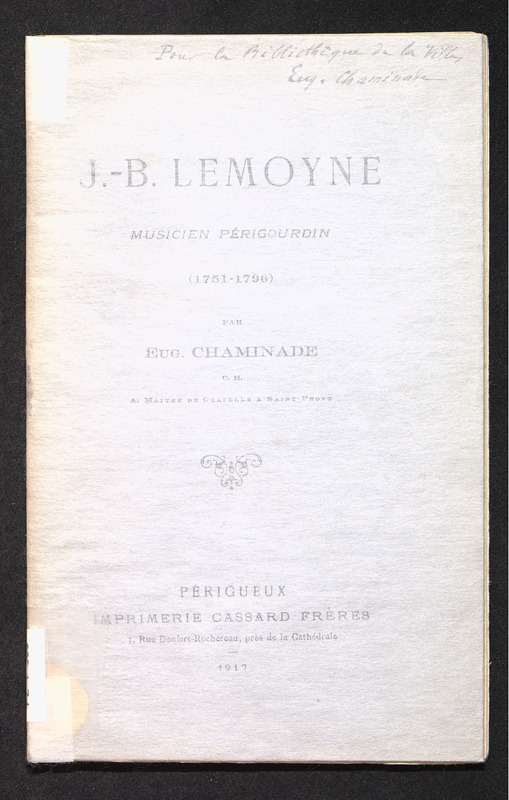 Pour la Bibliothèque de la Ville,
Eug. Chaminade
J.-B. LEMOYNE
MUSICIEN PÉRIGOURDIN
(1751-1796)
PAR
EUG. CHAMINADE
C. H.
MAITRE DE CHAPELLE A SAINT-FRONT
PÉRIGUEUX
IMPRIMERIE CASSARD FRÈRES
1, Rue Denfert-Rochereau, près de la Cathédrale
1917